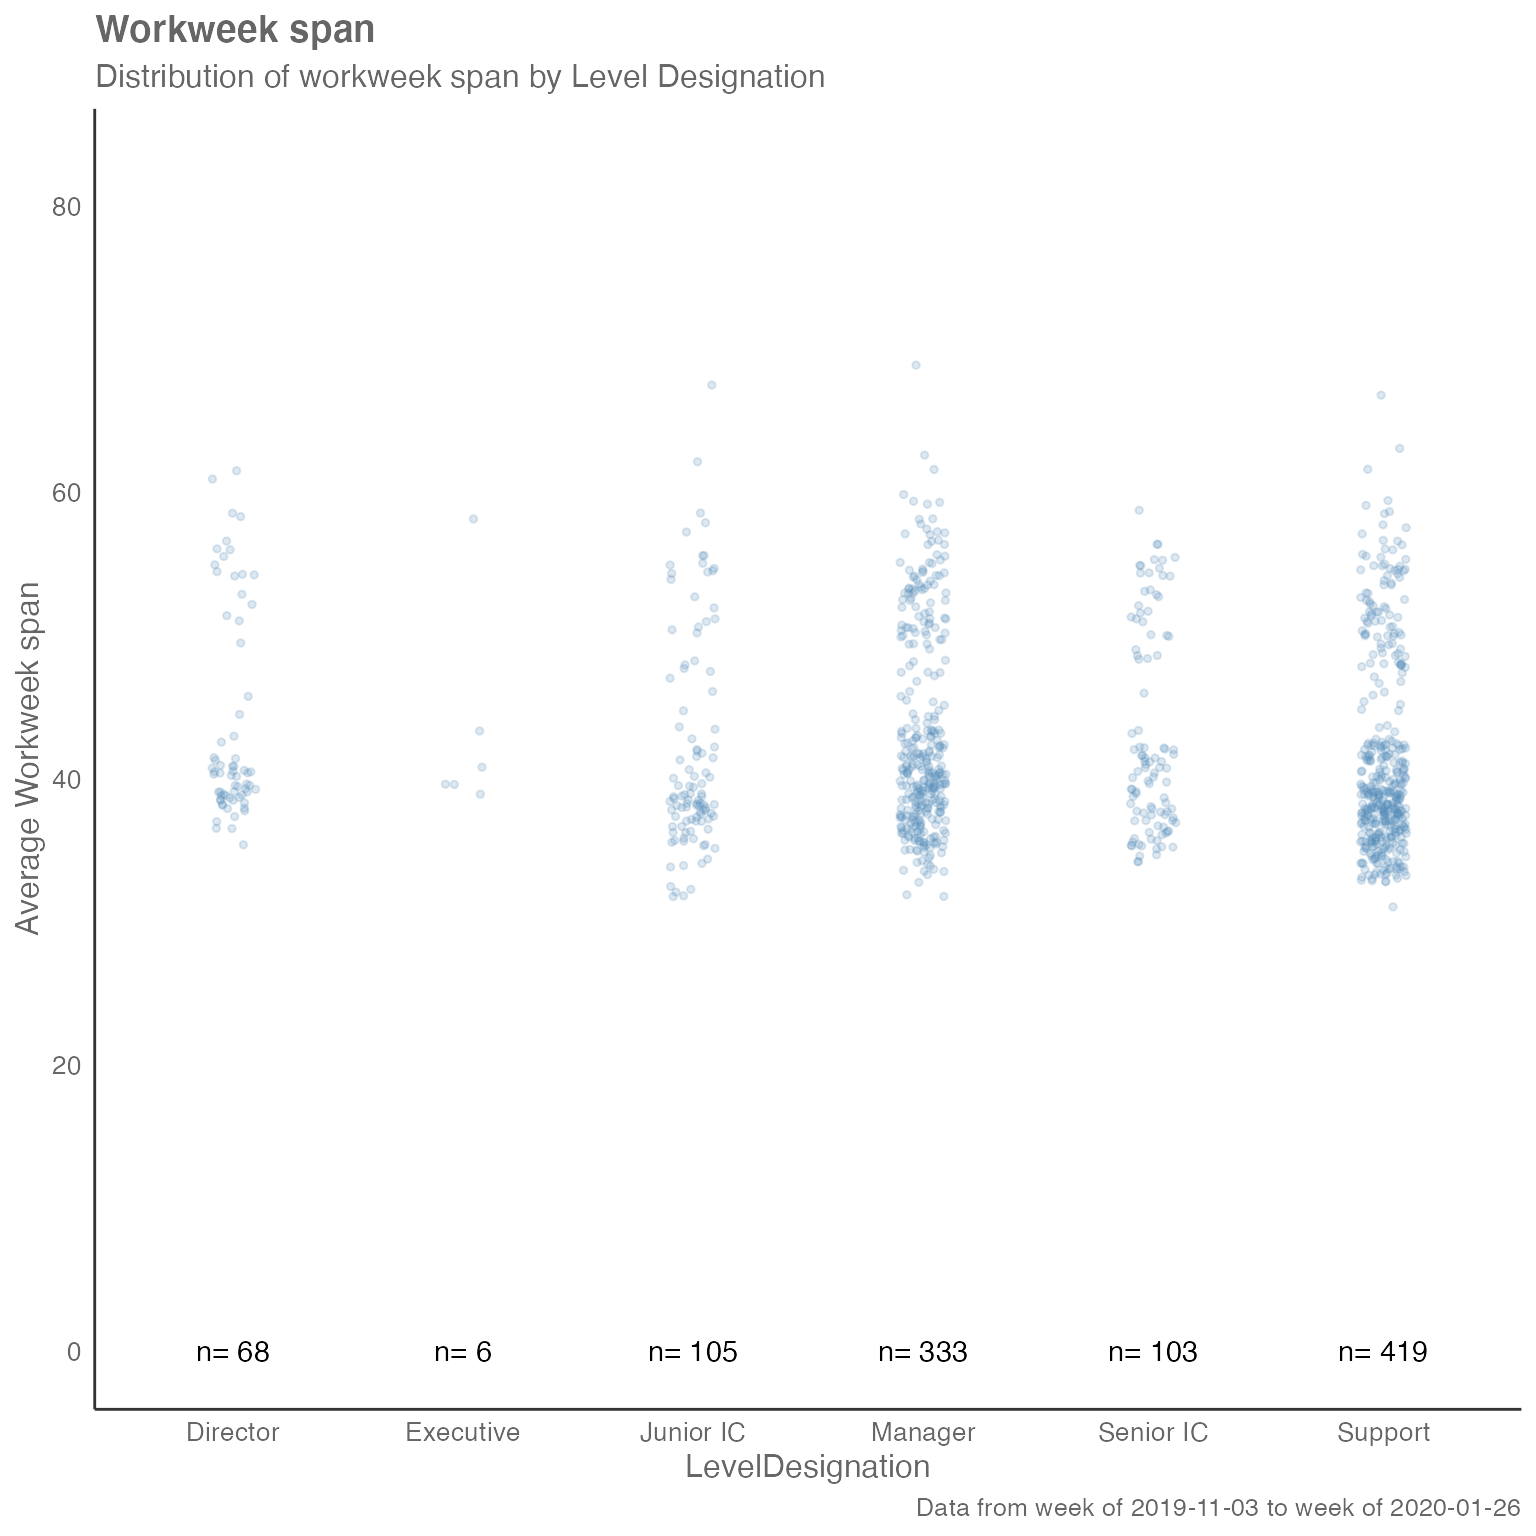 Workweek span
Distribution of workweek span by Level Designation
Average Workweek span
80
60
40
20
0
n= 68
n= 6
n= 105
n= 333
n= 103
n= 419
Director
Executive
Junior IC
Manager
Senior IC
Support
LevelDesignation
Data from week of 2019-11-03 to week of 2020-01-26